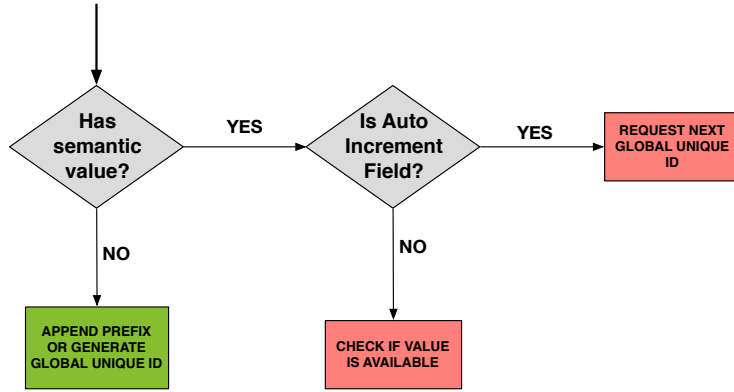 Has
semantic
value?
YES
Is Auto
Increment
Field?
YES
REQUEST NEXT
GLOBAL UNIQUE
ID
NO
NO
APPEND PREFIX
OR GENERATE
GLOBAL UNIQUE ID
CHECK IF VALUE
IS AVAILABLE